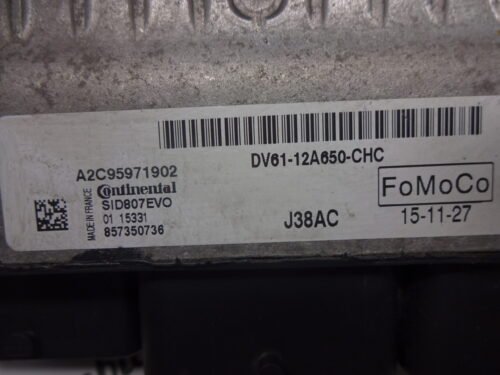 DV61-12A650-CHC
MADE IN FRANCE
A2C95971902
Continental
SID807EVO
01 15331
857350736
J38AC
FoMoCo
15-11-27